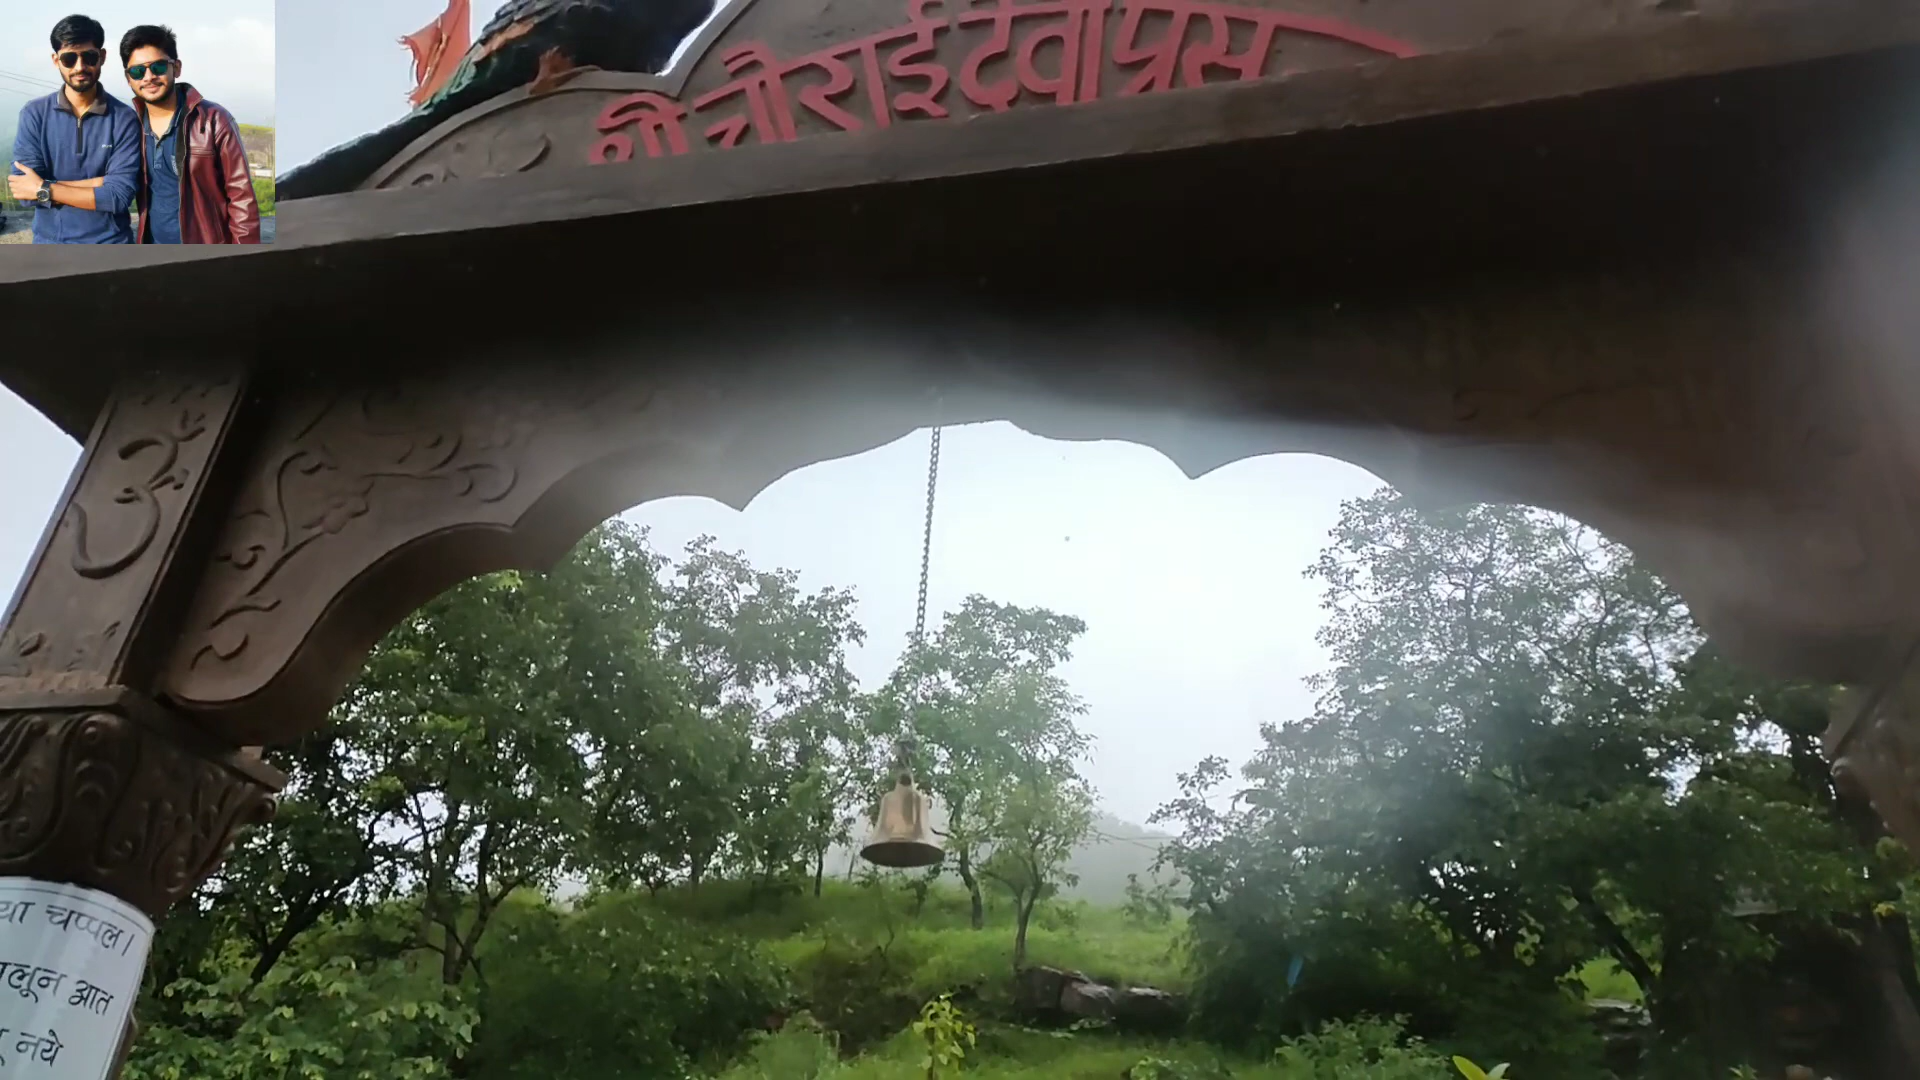 श्री चौराईदेवी प्रस
या चप्पल।
लून आत
नये